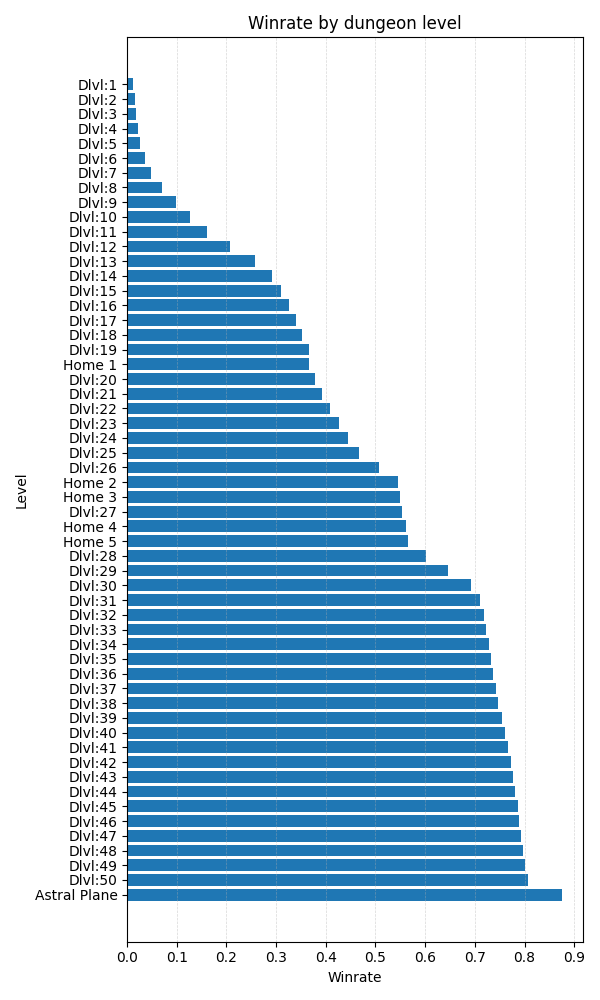 Winrate by dungeon level
Dlvl:1
Dlvl:2
Dlvl:3
Dlvl:4
Dlvl:5
Dlvl:6
Dlvl:7
Dlvl:8
Dlvl:9
Dlvl:10
Dlvl:11
Dlvl:12
Dlvl:13
Dlvl:14
Dlvl:15
Dlvl:16
Dlvl:17
Dlvl:18
Dlvl:19
Home 1
Dlvl:20
Dlvl:21
Dlvl:22
Dlvl:23
Dlvl:24
Dlvl:25
Dlvl:26
Home 2
Home 3
Dlvl:27
Home 4
Home 5
Dlvl:28
Dlvl:29
Dlvl:30
Dlvl:31
Dlvl:32
Dlvl:33
Dlvl:34
Dlvl:35
Dlvl:36
Dlvl:37
Dlvl:38
Dlvl:39
Dlvl:40
Dlvl:41
Dlvl:42
Dlvl:43
Dlvl:44
Dlvl:45
Dlvl:46
Dlvl:47
Dlvl:48
Dlvl:49
Dlvl:50
Astral Plane
Level
0.0 0.1 0.2 0.3 0.4 0.5 0.6 0.7 0.8 0.9
Winrate